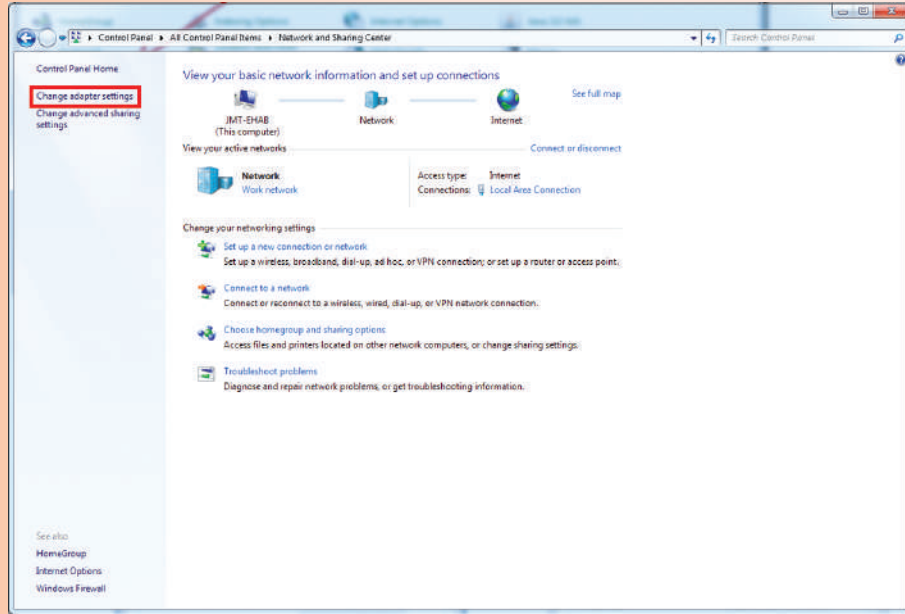 Control Panel ▸ All Control Panel Items ▸ Network and Sharing Center
Search Control Panel
Control Panel Home
Change adapter settings
Change advanced sharing
settings
View your basic network information and set up connections
See full map
JMT-EHAB
(This computer)
Network
Internet
View your active networks
Connect or disconnect
Network
Work network
Access type: Internet
Connections: Local Area Connection
Change your networking settings
Set up a new connection or network
Set up a wireless, broadband, dial-up, ad hoc, or VPN connection; or set up a router or access point.
Connect to a network
Connect or reconnect to a wireless, wired, dial-up, or VPN network connection.
Choose homegroup and sharing options
Access files and printers located on other network computers, or change sharing settings.
Troubleshoot problems
Diagnose and repair network problems, or get troubleshooting information.
See also
HomeGroup
Internet Options
Windows Firewall